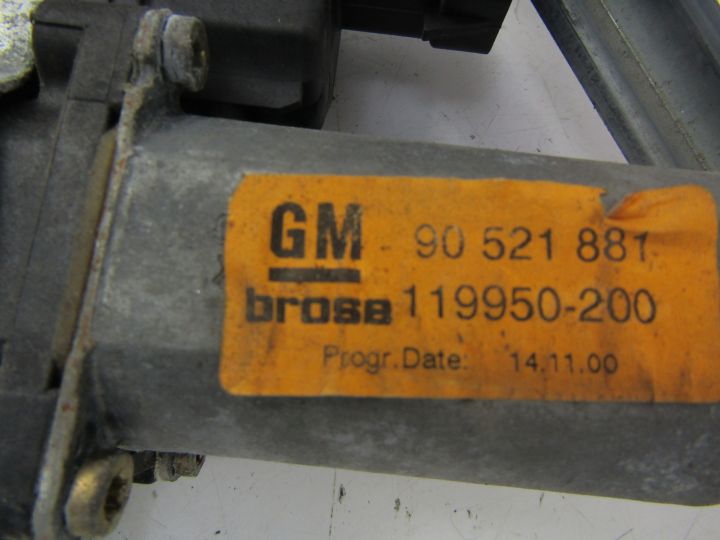 GM 90 521 881
brose 119950-200
Progr.Date: 14.11.00